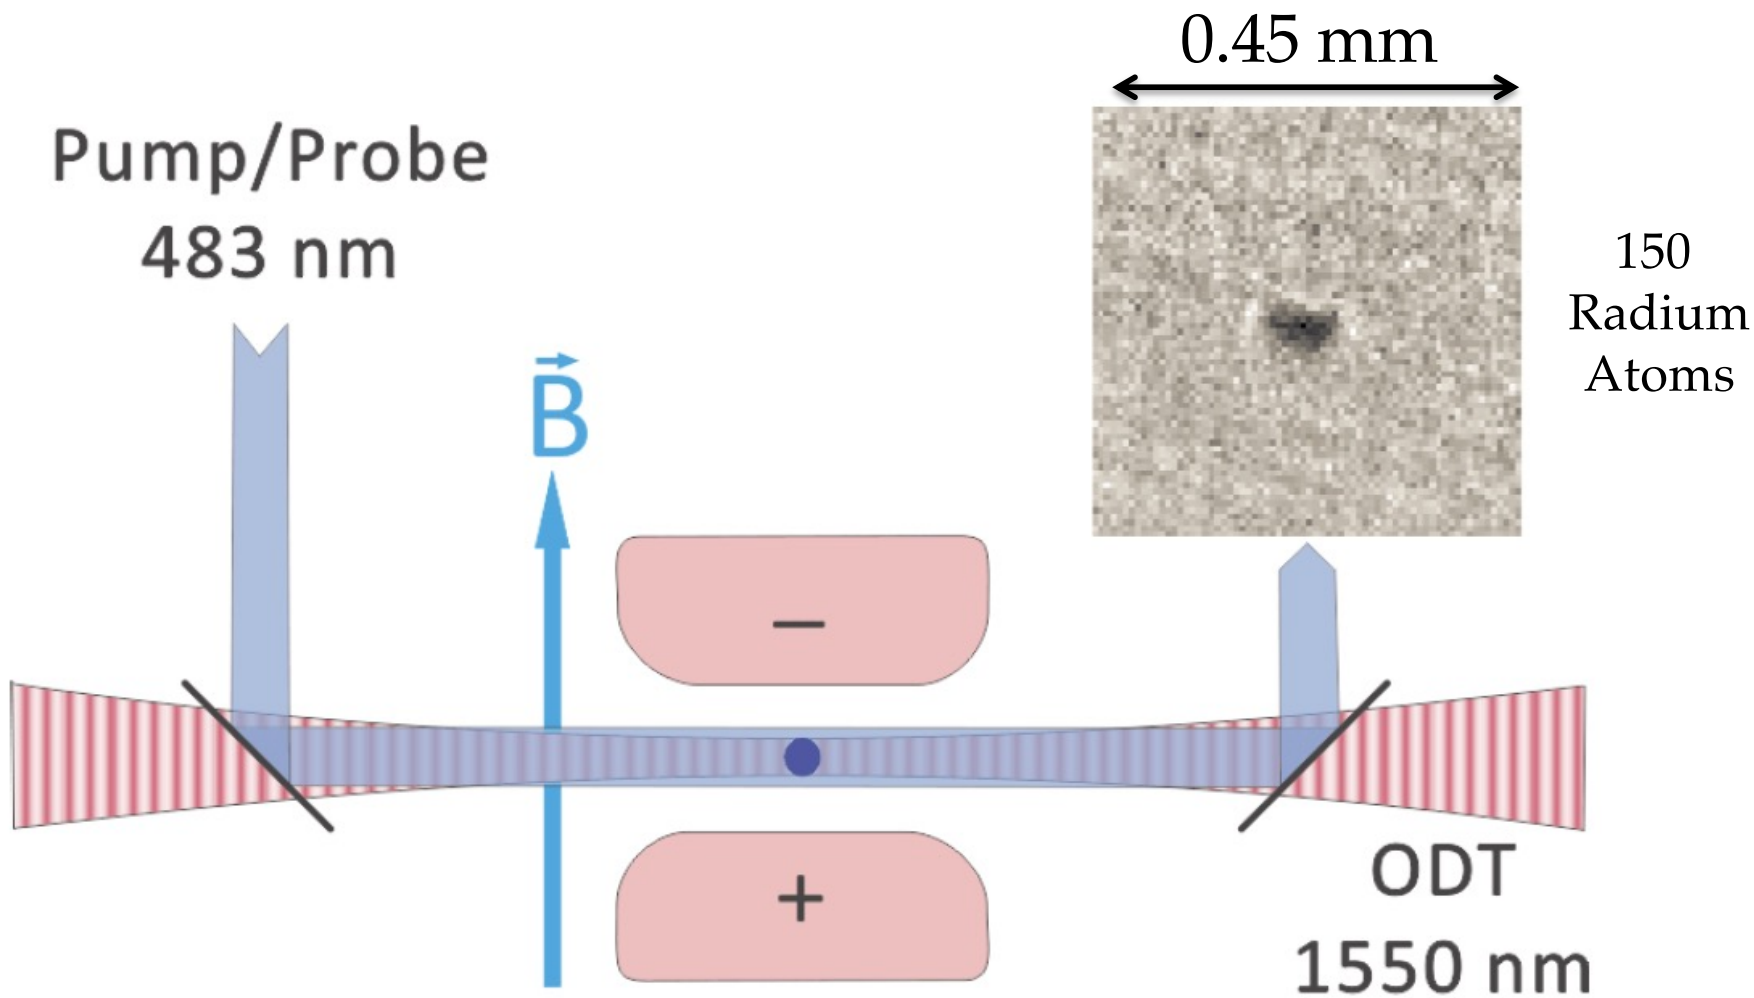 Pump/Probe
483 nm
B⃗
0.45 mm
150
Radium
Atoms
−
+
ODT
1550 nm